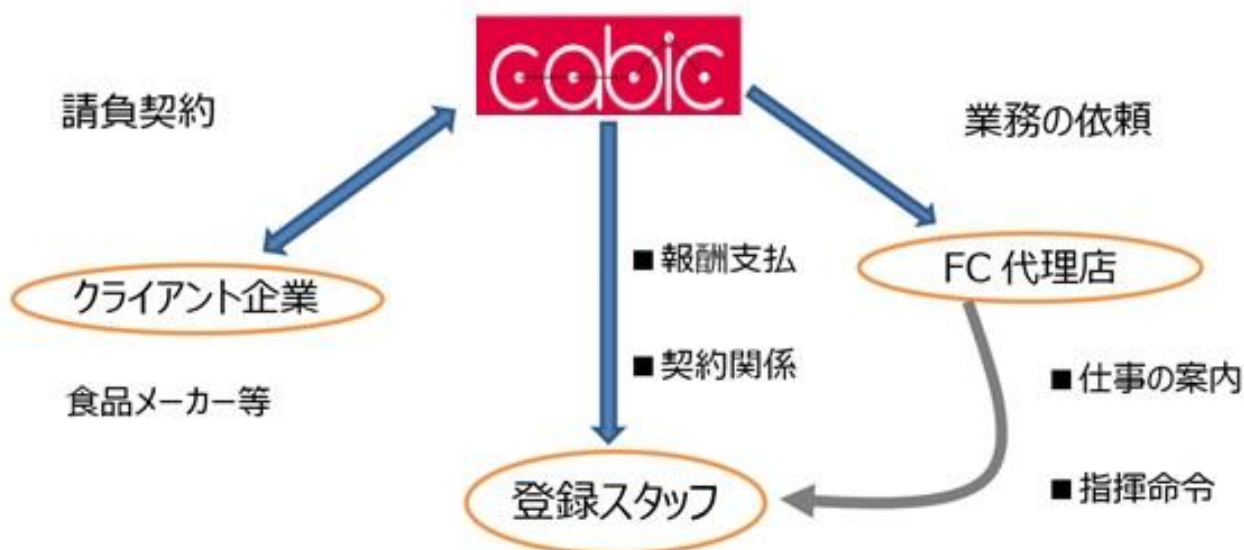 cabic
請負契約
業務の依頼
クライアント企業
食品メーカー等
■ 報酬支払
■ 契約関係
FC 代理店
■ 仕事の案内
■ 指揮命令
登録スタッフ